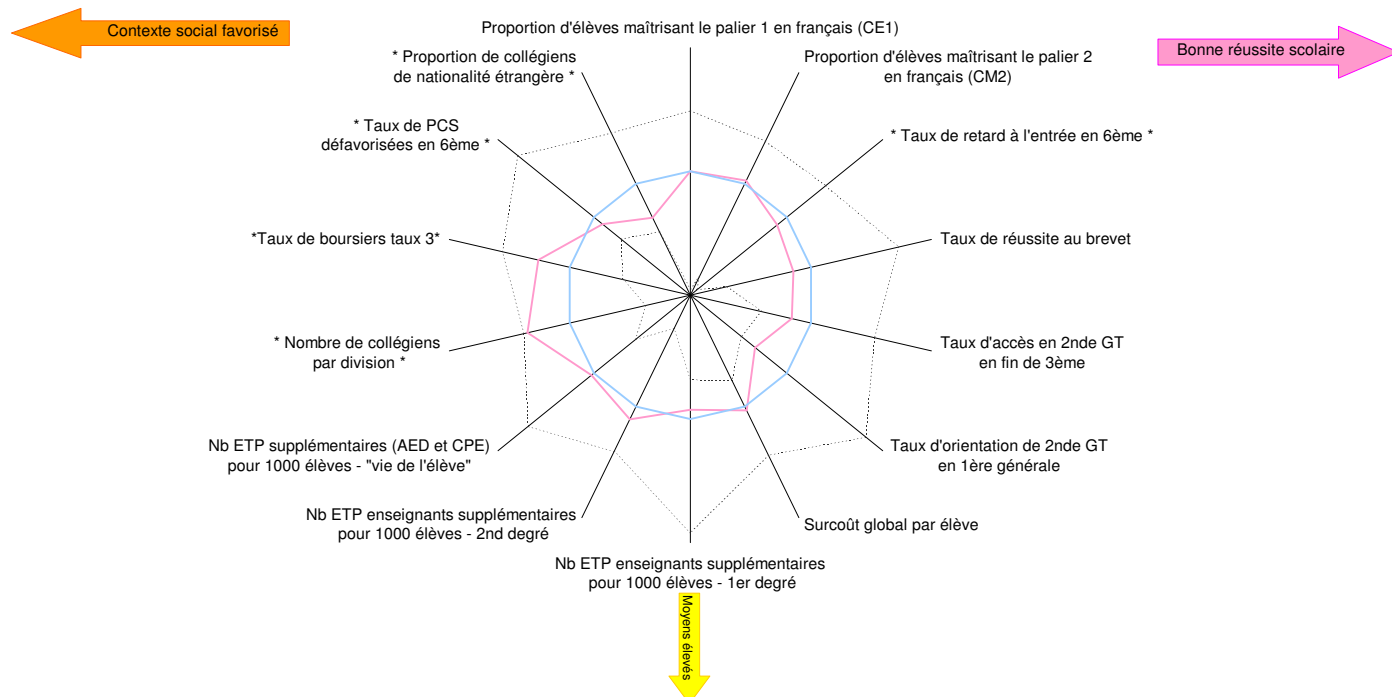 Contexte social favorisé
Proportion d'élèves maîtrisant le palier 1 en français (CE1)
Bonne réussite scolaire
* Proportion de collégiens
de nationalité étrangère *
Proportion d'élèves maîtrisant le palier 2
en français (CM2)
* Taux de PCS
défavorisées en 6ème *
* Taux de retard à l'entrée en 6ème *
*Taux de boursiers taux 3*
Taux de réussite au brevet
* Nombre de collégiens
par division *
Taux d'accès en 2nde GT
en fin de 3ème
Nb ETP supplémentaires (AED et CPE)
pour 1000 élèves - "vie de l'élève"
Taux d'orientation de 2nde GT
en 1ère générale
Nb ETP enseignants supplémentaires
pour 1000 élèves - 2nd degré
Surcoût global par élève
Nb ETP enseignants supplémentaires
pour 1000 élèves - 1er degré
Moyens élevés